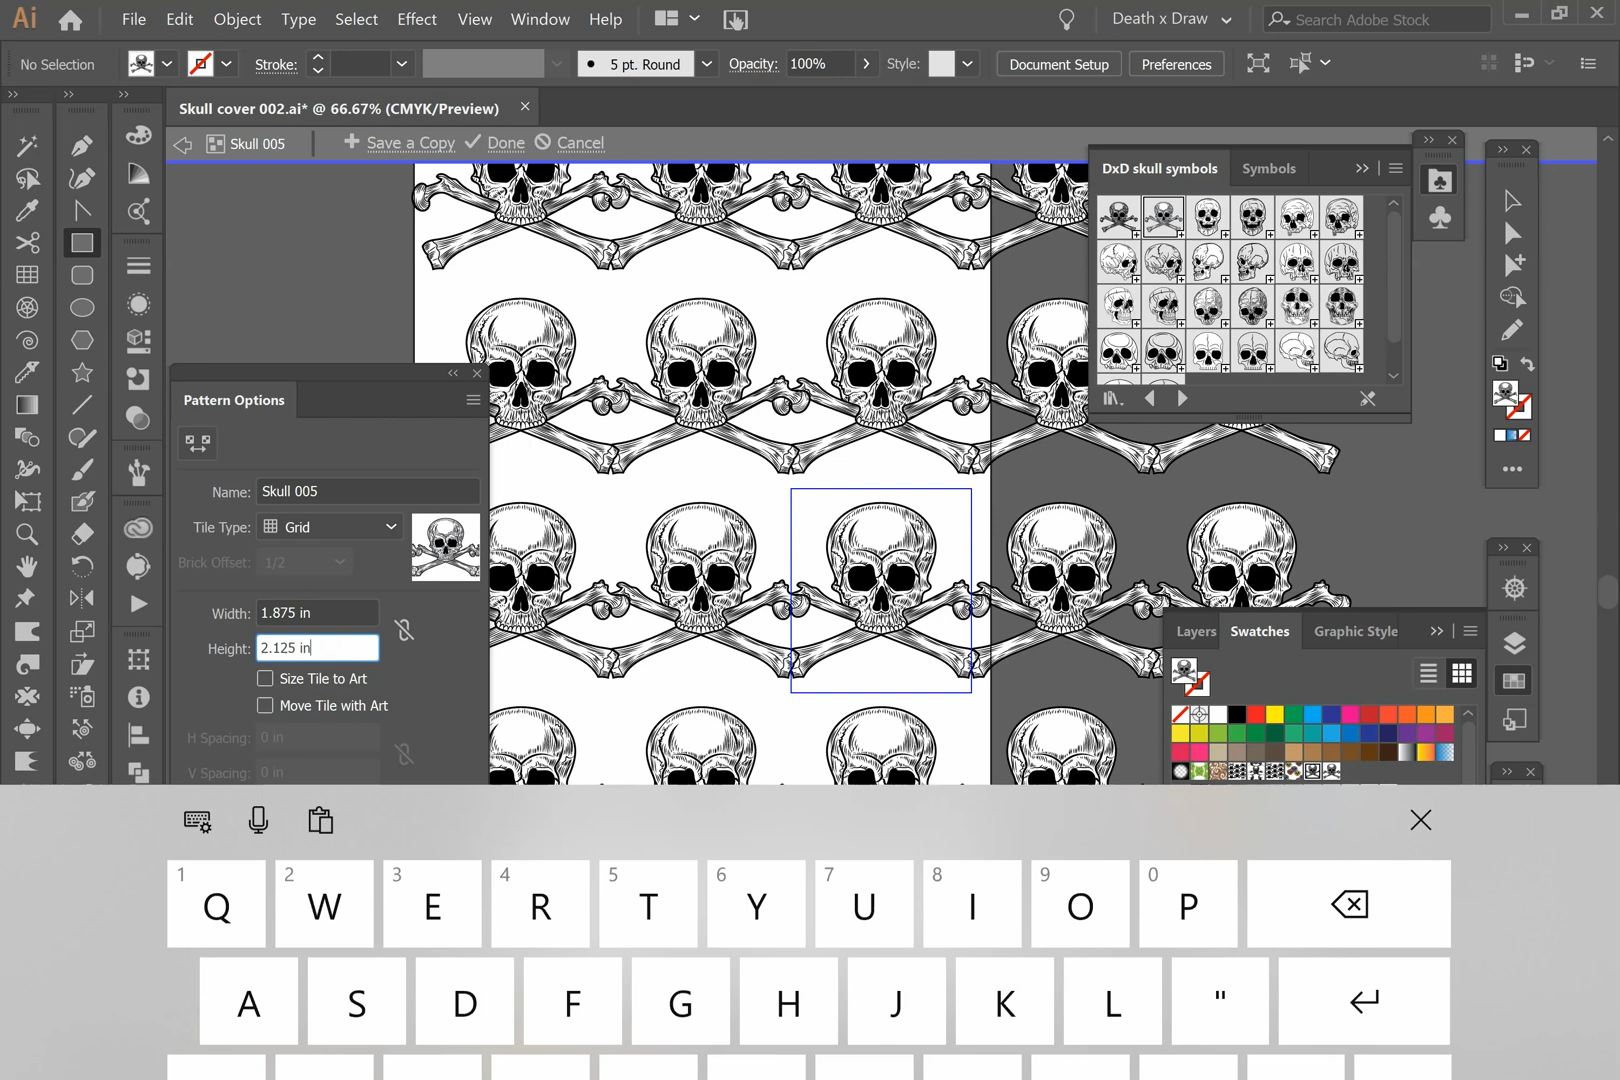 Ai File Edit Object Type Select Effect View Window Help Death x Draw Search Adobe Stock
No Selection Stroke: 5 pt. Round Opacity: 100% Style: Document Setup Preferences
Skull cover 002.ai* @ 66.67% (CMYK/Preview)
Skull 005 Save a Copy Done Cancel
DxD skull symbols Symbols
Pattern Options
Name: Skull 005
Tile Type: Grid
Brick Offset: 1/2
Width: 1.875 in
Height: 2.125 in
Size Tile to Art
Move Tile with Art
H Spacing: 0 in
V Spacing: 0 in
Layers Swatches Graphic Style
1 2 3 4 5 6 7 8 9 0
Q W E R T Y U I O P
A S D F G H J K L "